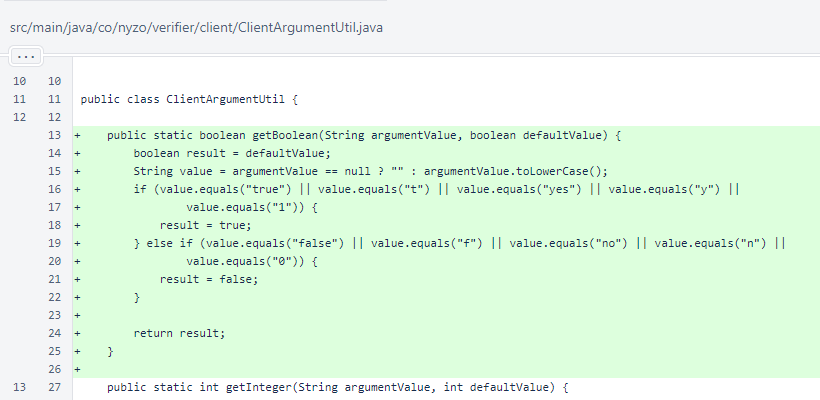 src/main/java/co/nyzo/verifier/client/ClientArgumentUtil.java
...
10 10
11 11 public class ClientArgumentUtil {
12 12
13 +     public static boolean getBoolean(String argumentValue, boolean defaultValue) {
14 +         boolean result = defaultValue;
15 +         String value = argumentValue == null ? "" : argumentValue.toLowerCase();
16 +         if (value.equals("true") || value.equals("t") || value.equals("yes") || value.equals("y") ||
17 +                 value.equals("1")) {
18 +             result = true;
19 +         } else if (value.equals("false") || value.equals("f") || value.equals("no") || value.equals("n") ||
20 +                 value.equals("0")) {
21 +             result = false;
22 +         }
23 +
24 +         return result;
25 +     }
26 +
13 27     public static int getInteger(String argumentValue, int defaultValue) {